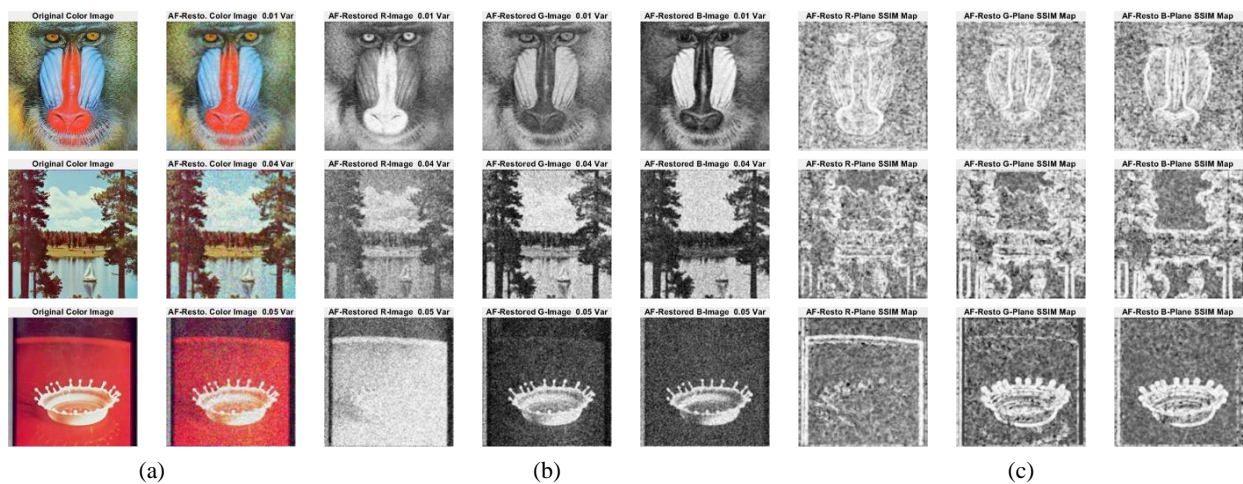 Original Color Image AF-Resto. Color Image 0.01 Var AF-Restored R-Image 0.01 Var AF-Restored G-Image 0.01 Var AF-Restored B-Image 0.01 Var AF-Resto R-Plane SSIM Map AF-Resto G-Plane SSIM Map AF-Resto B-Plane SSIM Map
Original Color Image AF-Resto. Color Image 0.04 Var AF-Restored R-Image 0.04 Var AF-Restored G-Image 0.04 Var AF-Restored B-Image 0.04 Var AF-Resto R-Plane SSIM Map AF-Resto G-Plane SSIM Map AF-Resto B-Plane SSIM Map
Original Color Image AF-Resto. Color Image 0.05 Var AF-Restored R-Image 0.05 Var AF-Restored G-Image 0.05 Var AF-Restored B-Image 0.05 Var AF-Resto R-Plane SSIM Map AF-Resto G-Plane SSIM Map AF-Resto B-Plane SSIM Map
(a) (b) (c)